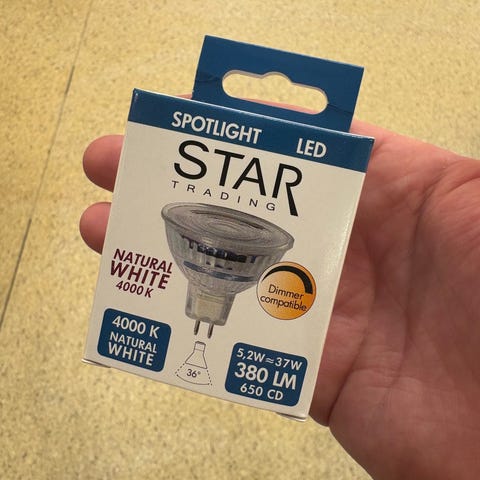 SPOTLIGHT LED
STAR
TRADING
NATURAL
WHITE
4000 K
Dimmer
compatible
4000 K
NATURAL
WHITE
36°
5,2W≈37W
380 LM
650 CD